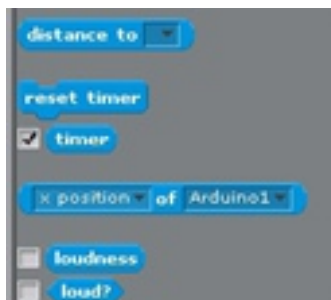 distance to
reset timer
timer
x position of Arduino1
loudness
loud?